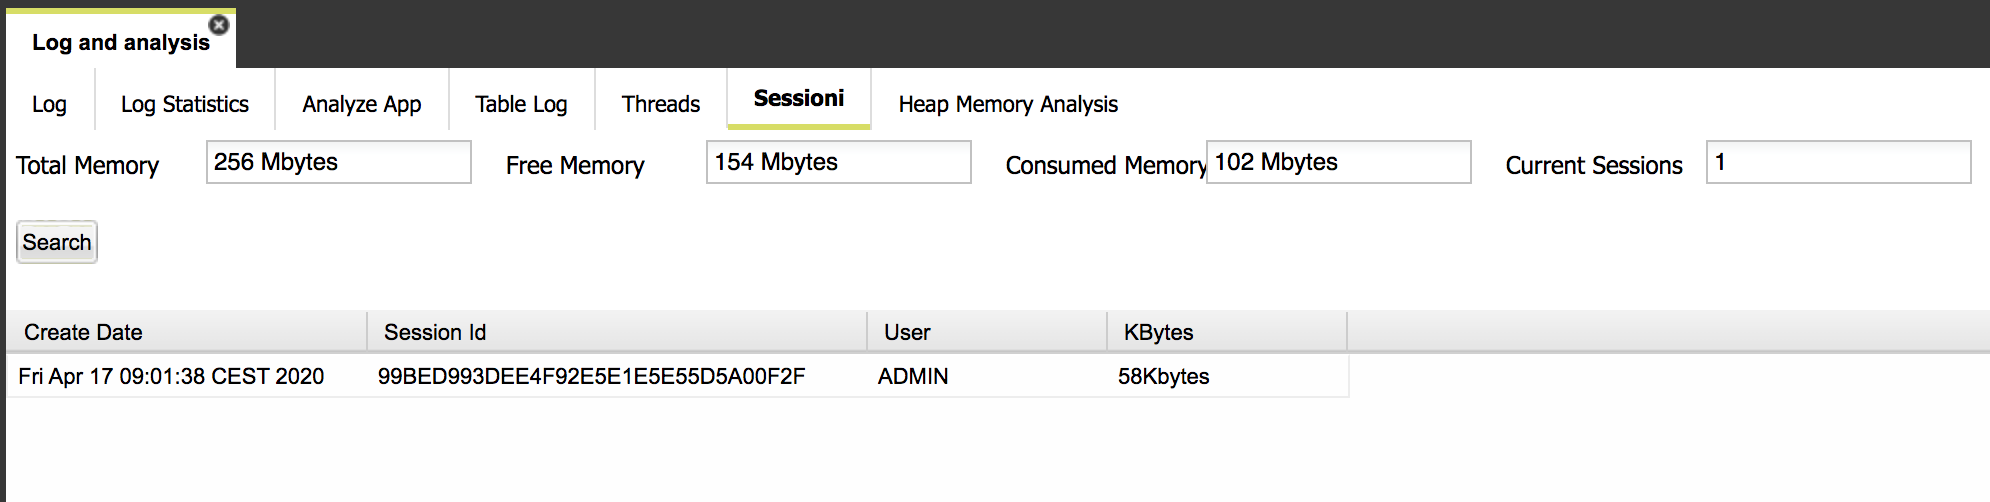 Log and analysis
Log Log Statistics Analyze App Table Log Threads Sessioni Heap Memory Analysis
Total Memory 256 Mbytes Free Memory 154 Mbytes Consumed Memory 102 Mbytes Current Sessions 1
Search
Create Date Session Id User KBytes
Fri Apr 17 09:01:38 CEST 2020 99BED993DEE4F92E5E1E5E55D5A00F2F ADMIN 58Kbytes